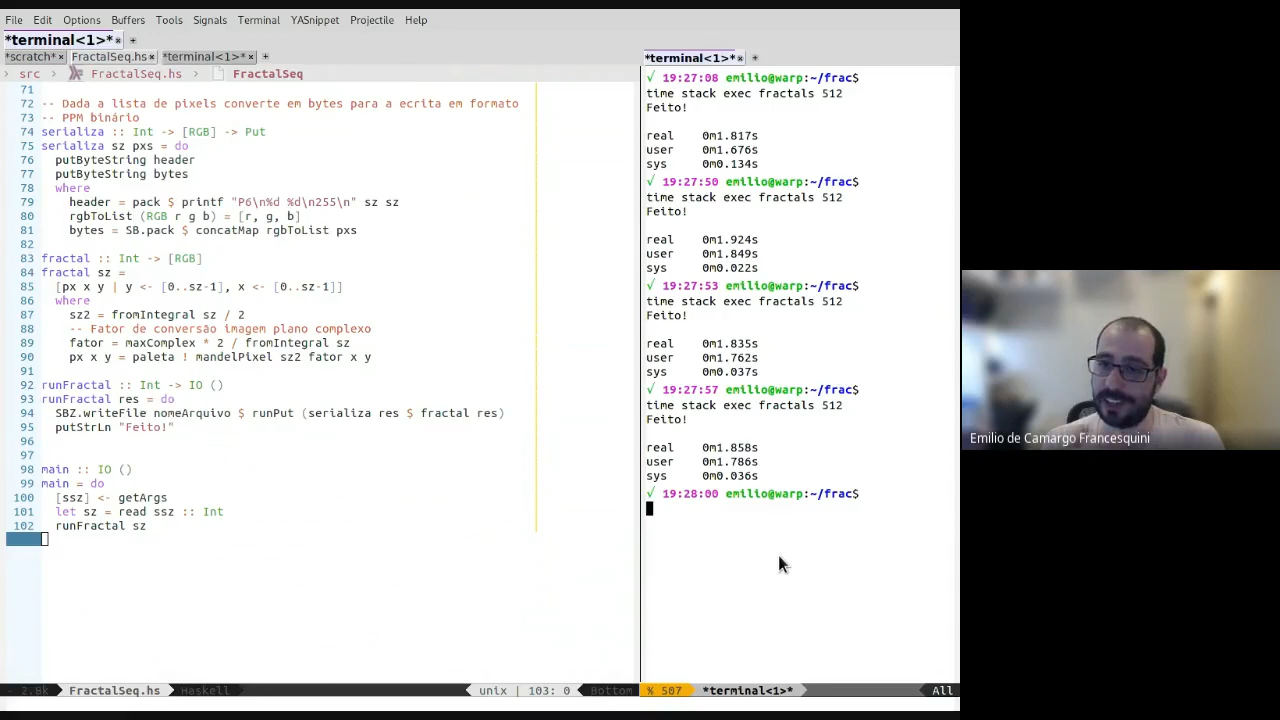 File Edit Options Buffers Tools Signals Terminal YASnippet Projectile Help
*terminal<1>*
*scratch* FractalSeq.hs *terminal<1>*
src FractalSeq.hs FractalSeq
71
72 -- Dada a lista de pixels converte em bytes para a ecrita em formato
73 -- PPM binário
74 serializa :: Int -> [RGB] -> Put
75 serializa sz pxs = do
76 putByteString header
77 putByteString bytes
78 where
79 header = pack $ printf "P6\n%d %d\n255\n" sz sz
80 rgbToList (RGB r g b) = [r, g, b]
81 bytes = SB.pack $ concatMap rgbToList pxs
82
83 fractal :: Int -> [RGB]
84 fractal sz =
85 [px x y | y <- [0..sz-1], x <- [0..sz-1]]
86 where
87 sz2 = fromIntegral sz / 2
88 -- Fator de conversão imagem plano complexo
89 fator = maxComplex * 2 / fromIntegral sz
90 px x y = paleta ! mandelPixel sz2 fator x y
91
92 runFractal :: Int -> IO ()
93 runFractal res = do
94 SBZ.writeFile nomeArquivo $ runPut (serializa res $ fractal res)
95 putStrLn "Feito!"
96
97
98 main :: IO ()
99 main = do
100 [ssz] <- getArgs
101 let sz = read ssz :: Int
102 runFractal sz
- 2.8k FractalSeq.hs Haskell unix | 103: 0 Bottom
*terminal<1>*
√ 19:27:08 emilio@warp:~/frac$
time stack exec fractals 512
Feito!
real 0m1.817s
user 0m1.676s
sys 0m0.134s
√ 19:27:50 emilio@warp:~/frac$
time stack exec fractals 512
Feito!
real 0m1.924s
user 0m1.849s
sys 0m0.022s
√ 19:27:53 emilio@warp:~/frac$
time stack exec fractals 512
Feito!
real 0m1.835s
user 0m1.762s
sys 0m0.037s
√ 19:27:57 emilio@warp:~/frac$
time stack exec fractals 512
Feito!
real 0m1.858s
user 0m1.786s
sys 0m0.036s
√ 19:28:00 emilio@warp:~/frac$
% 507 *terminal<1>* All
Emilio de Camargo Francesquini